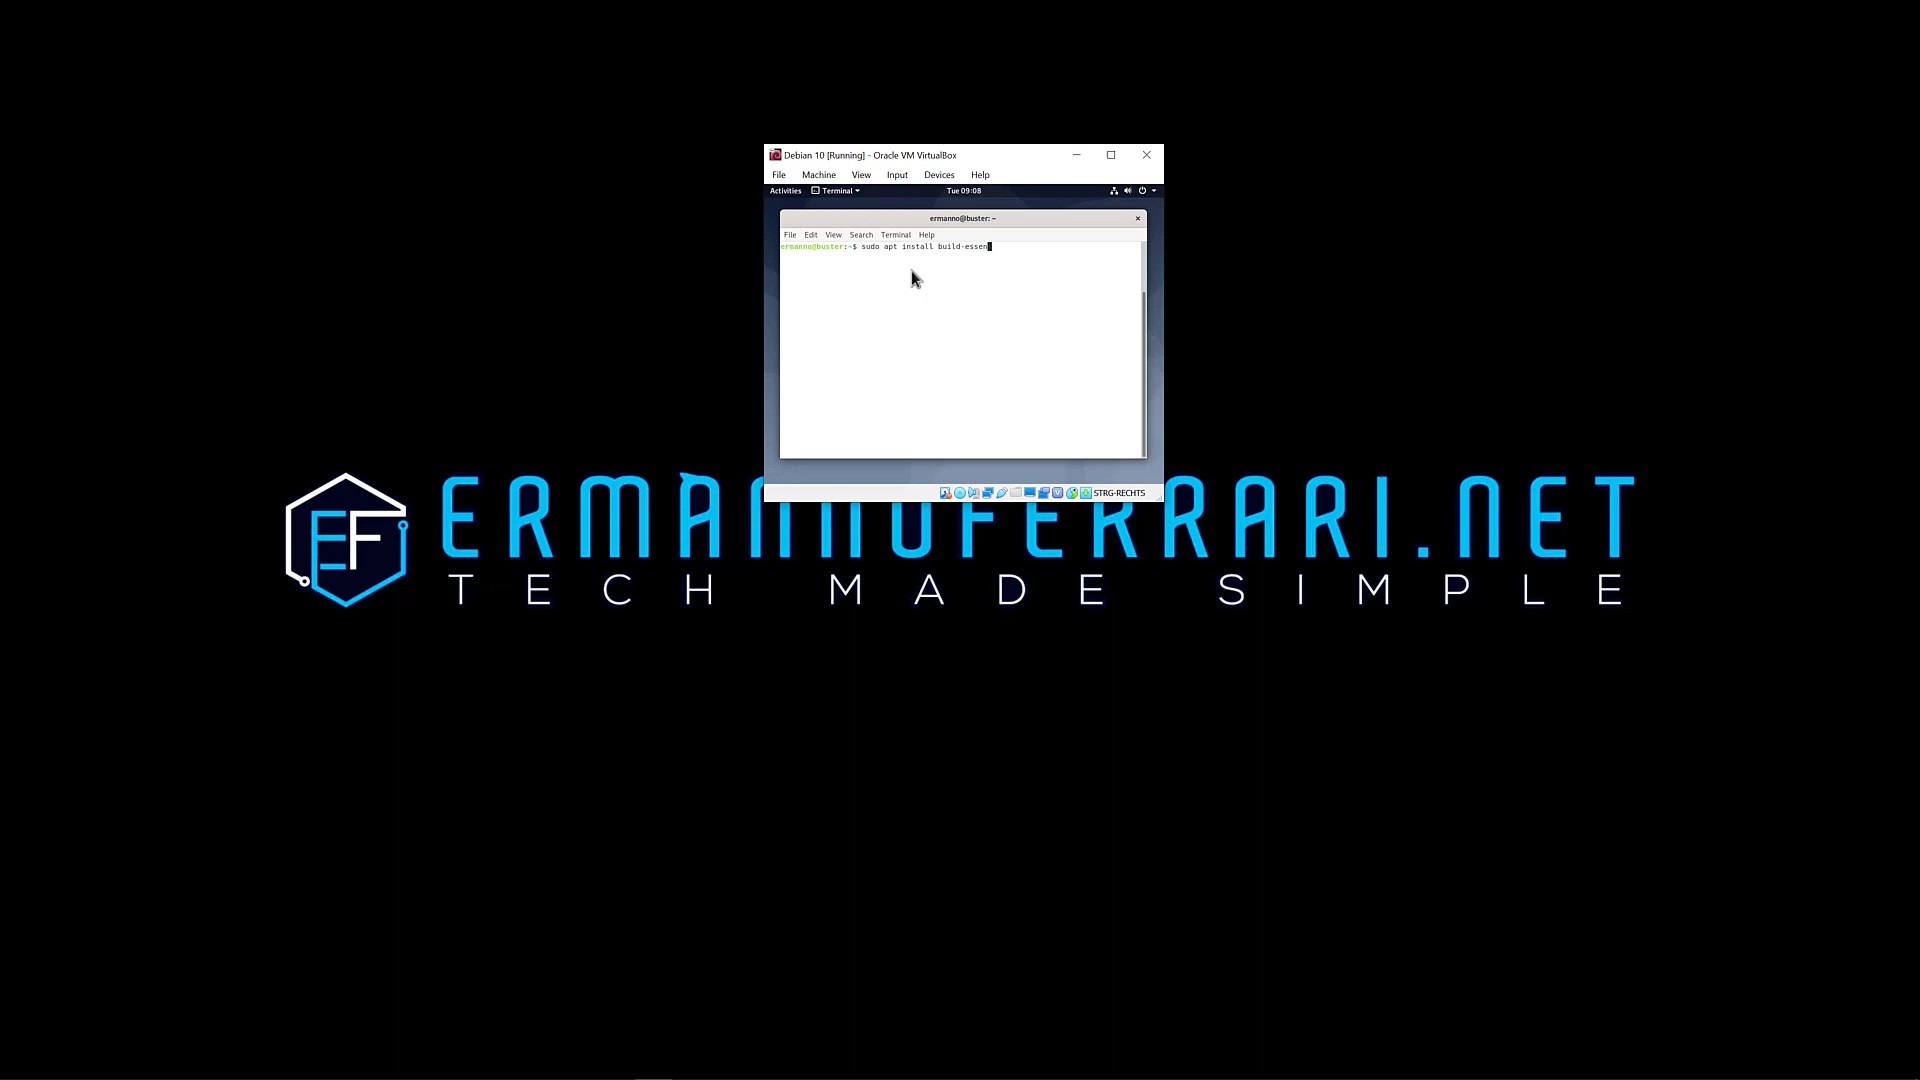 Debian 10 [Running] - Oracle VM VirtualBox
File Machine View Input Devices Help
Activities Terminal Tue 09:08
ermanno@buster: ~
File Edit View Search Terminal Help
ermanno@buster:~$ sudo apt install build-essen
STRG-RECHTS
EF
ERMANNOFERRARI.NET
TECH MADE SIMPLE